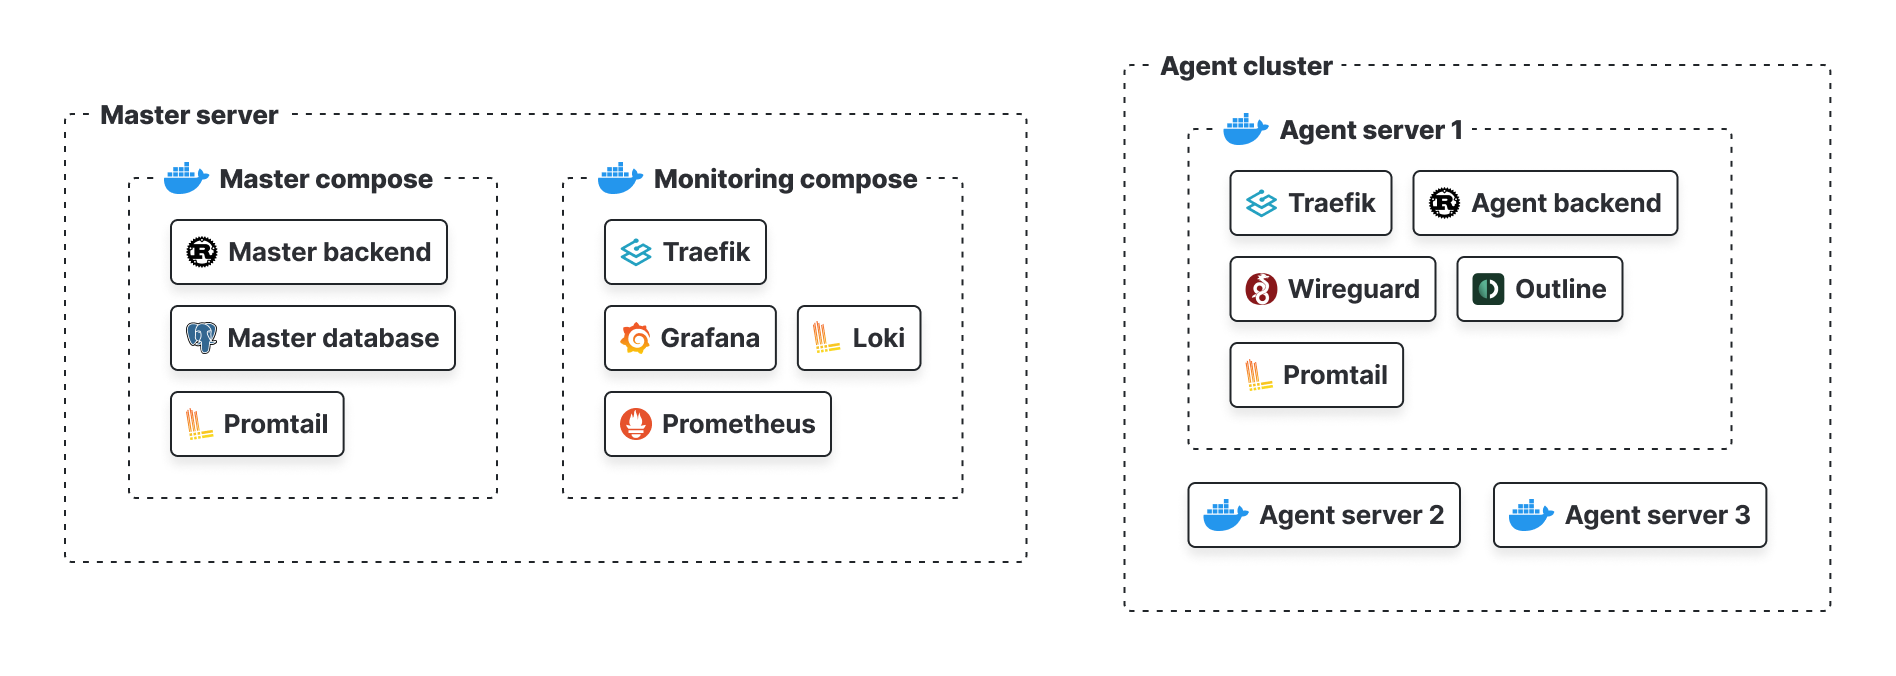 Master server
Master compose
Master backend
Master database
Promtail
Monitoring compose
Traefik
Grafana
Loki
Prometheus
Agent cluster
Agent server 1
Traefik
Agent backend
Wireguard
Outline
Promtail
Agent server 2
Agent server 3